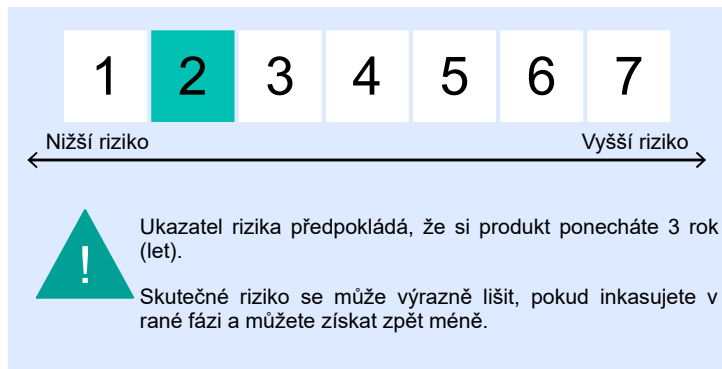 1 2 3 4 5 6 7
Nižší riziko Vyšší riziko
!
Ukazatel rizika předpokládá, že si produkt ponecháte 3 rok
(let).
Skutečné riziko se může výrazně lišit, pokud inkasujete v
rané fázi a můžete získat zpět méně.